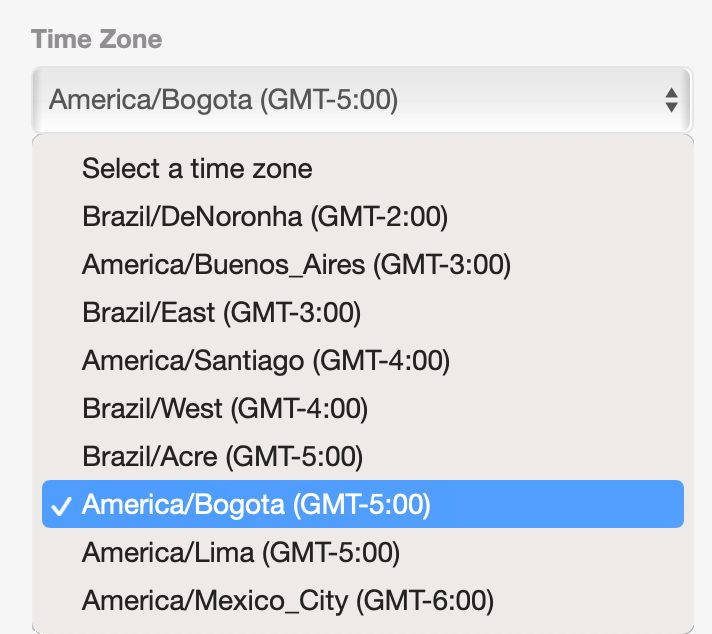 Time Zone
America/Bogota (GMT-5:00)
Select a time zone
Brazil/DeNoronha (GMT-2:00)
America/Buenos_Aires (GMT-3:00)
Brazil/East (GMT-3:00)
America/Santiago (GMT-4:00)
Brazil/West (GMT-4:00)
Brazil/Acre (GMT-5:00)
America/Bogota (GMT-5:00)
America/Lima (GMT-5:00)
America/Mexico_City (GMT-6:00)